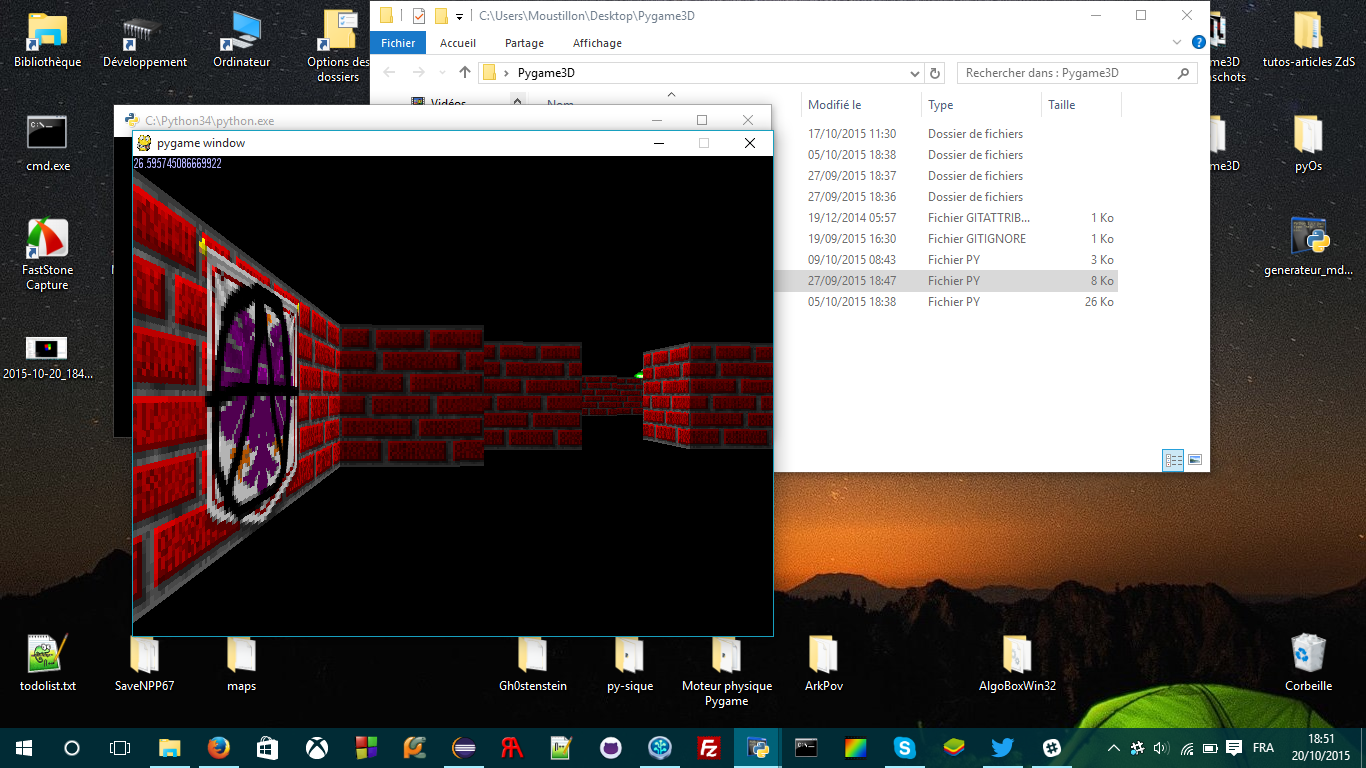 C:\Users\Moustillon\Desktop\Pygame3D
Fichier Accueil Partage Affichage
Pygame3D
Rechercher dans : Pygame3D
Vidéos
Nom Modifié le Type Taille
17/10/2015 11:30 Dossier de fichiers
05/10/2015 18:38 Dossier de fichiers
27/09/2015 18:37 Dossier de fichiers
27/09/2015 18:36 Dossier de fichiers
19/12/2014 05:57 Fichier GITATTRIB... 1 Ko
19/09/2015 16:30 Fichier GITIGNORE 1 Ko
09/10/2015 08:43 Fichier PY 3 Ko
27/09/2015 18:47 Fichier PY 8 Ko
05/10/2015 18:38 Fichier PY 26 Ko
C:\Python34\python.exe
pygame window
26.595745086669922
Bibliothèque
Développement
Ordinateur
Options des
dossiers
me3D
nshots
tutos-articles ZdS
cmd.exe
me3D
pyOs
FastStone
Capture
generateur_md...
2015-10-20_184...
todolist.txt
SaveNPP67
maps
Gh0stenstein
py-sique
Moteur physique
Pygame
ArkPov
AlgoBoxWin32
Corbeille
FRA
18:51
20/10/2015